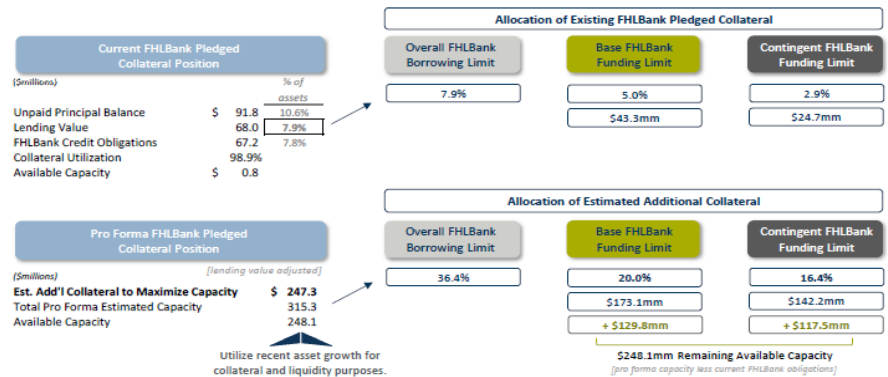 Allocation of Existing FHLBank Pledged Collateral
Current FHLBank Pledged
Collateral Position
Overall FHLBank
Borrowing Limit
Base FHLBank
Funding Limit
Contingent FHLBank
Funding Limit
($millions)
% of
assets
7.9%
5.0%
2.9%
Unpaid Principal Balance $ 91.8 10.6%
$43.3mm
$24.7mm
Lending Value 68.0 7.9%
FHLBank Credit Obligations 67.2 7.8%
Collateral Utilization 98.9%
Available Capacity $ 0.8
Allocation of Estimated Additional Collateral
Pro Forma FHLBank Pledged
Collateral Position
Overall FHLBank
Borrowing Limit
Base FHLBank
Funding Limit
Contingent FHLBank
Funding Limit
($millions)
[lending value adjusted]
36.4%
20.0%
16.4%
Est. Add'l Collateral to Maximize Capacity $ 247.3
Total Pro Forma Estimated Capacity 315.3
Available Capacity 248.1
$173.1mm
$142.2mm
+ $129.8mm
+ $117.5mm
Utilize recent asset growth for
collateral and liquidity purposes.
$248.1mm Remaining Available Capacity
[pro forma capacity less current FHLBank obligations]